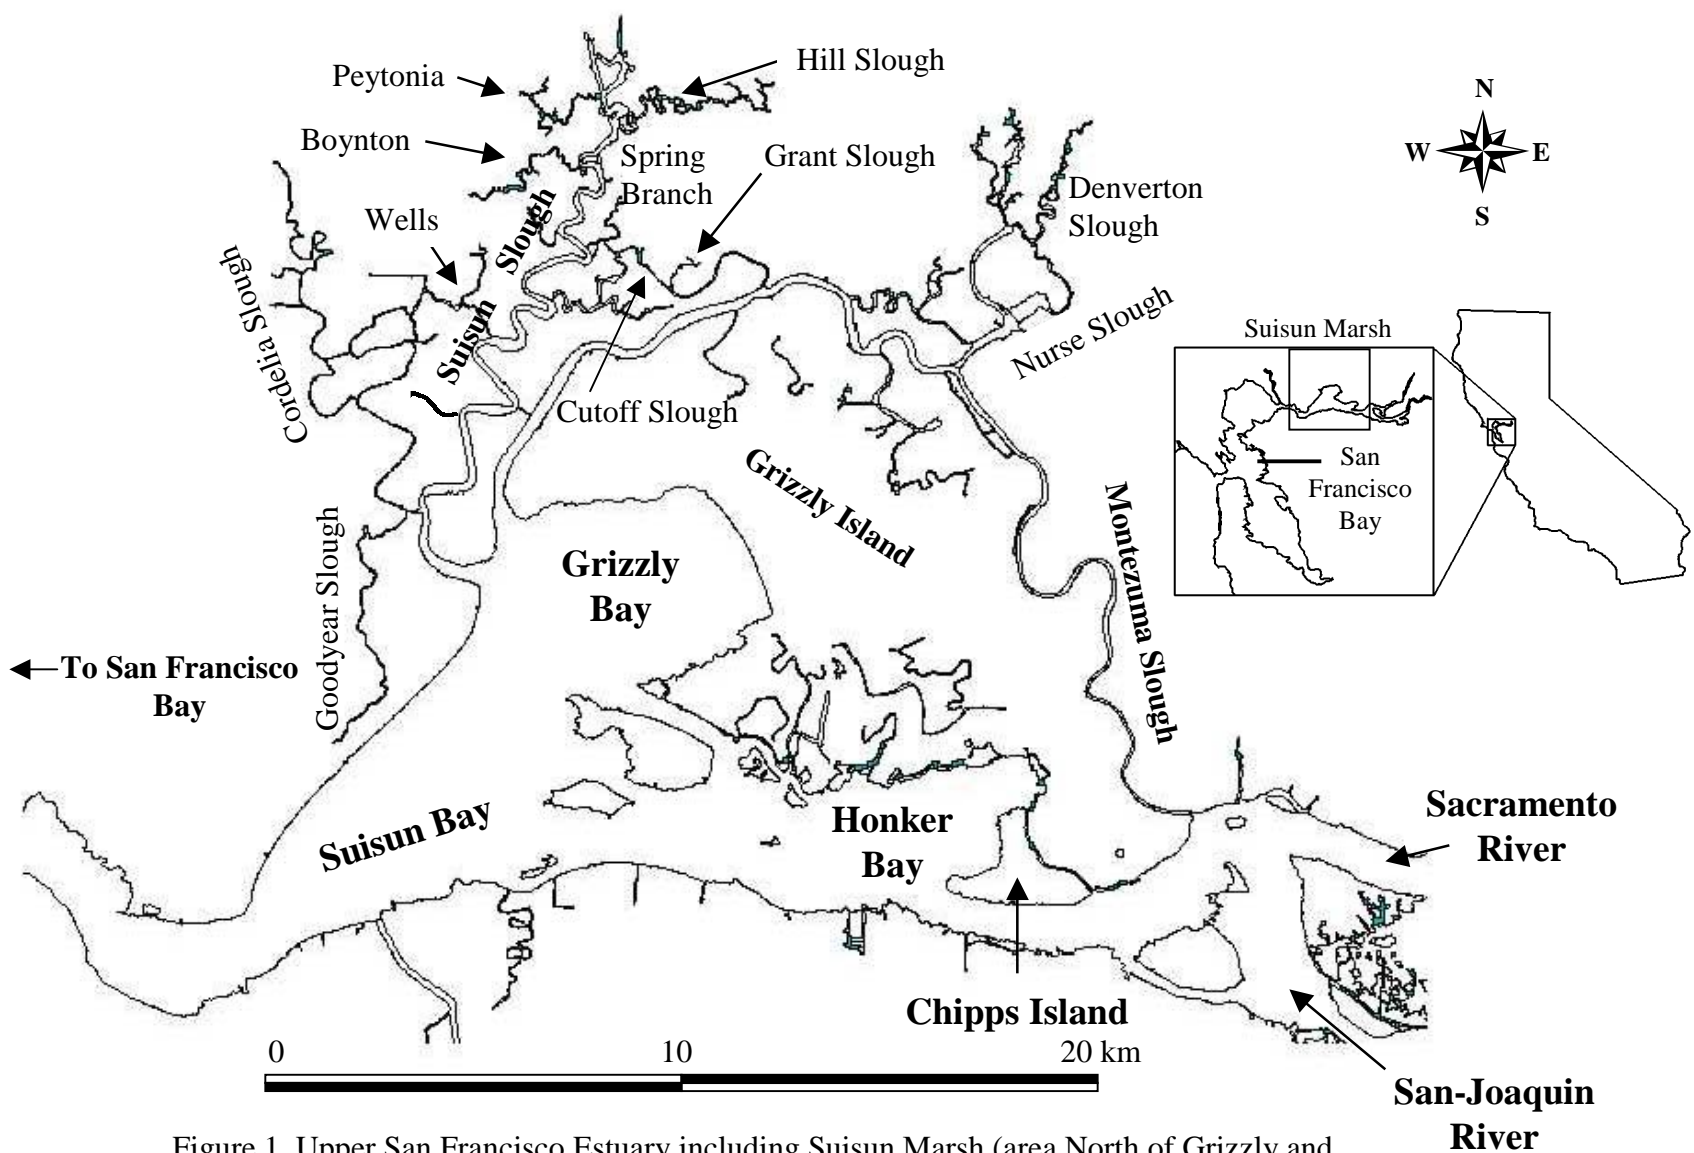 Peytonia
Hill Slough
Boynton
Spring
Branch
Grant Slough
Wells
Denverton
Slough
Suisun Slough
Cordelia Slough
Nurse Slough
Cutoff Slough
Grizzly Island
Goodyear Slough
Grizzly
Bay
Montezuma Slough
To San Francisco
Bay
Suisun Bay
Honker
Bay
Sacramento
River
Chipps Island
San-Joaquin
River
N
W
E
S
Suisun Marsh
San
Francisco
Bay
0
10
20 km
Figure 1. Upper San Francisco Estuary including Suisun Marsh (area North of Grizzly and